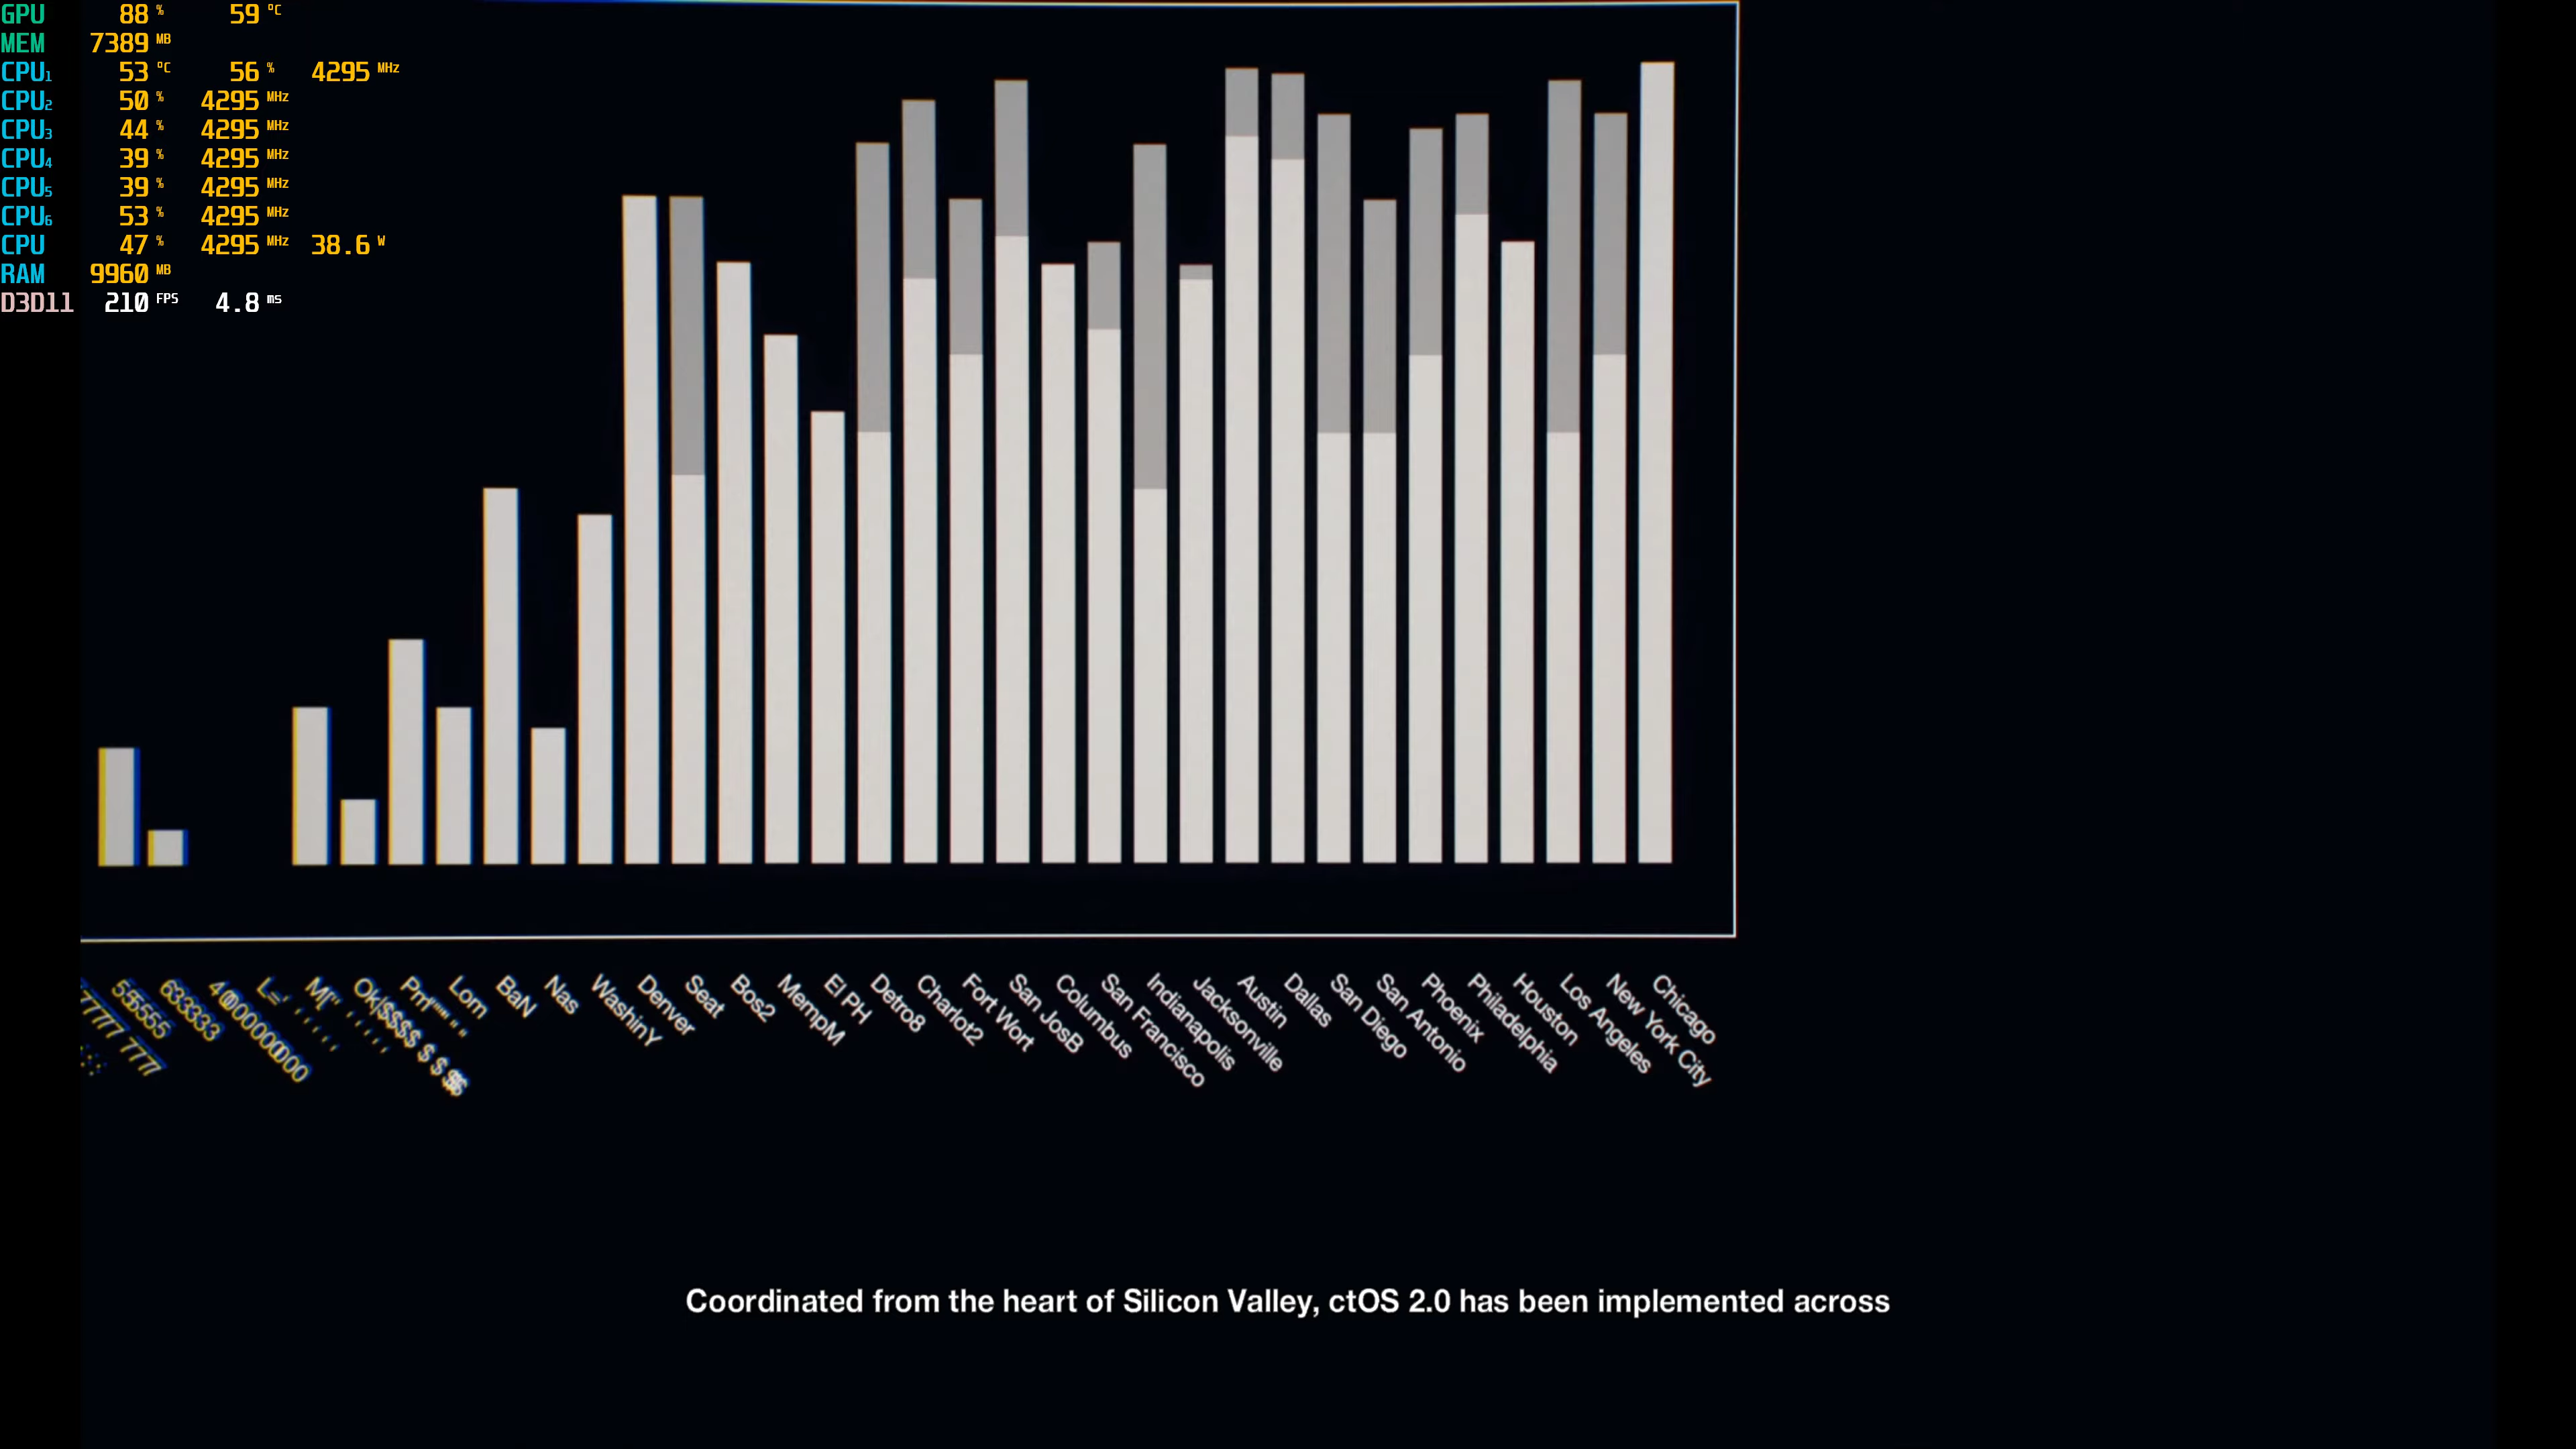 GPU 88 % 59 °C
MEM 7389 MB
CPU1 53 °C 56 % 4295 MHz
CPU2 50 % 4295 MHz
CPU3 44 % 4295 MHz
CPU4 39 % 4295 MHz
CPU5 39 % 4295 MHz
CPU6 53 % 4295 MHz
CPU 47 % 4295 MHz 38.6 W
RAM 9960 MB
D3D11 210 FPS 4.8 ms
Lom
BaN
Nas
WashinY
Denver
Seat
Bos2
MempM
El PH
Detro8
Charlot2
Fort Wort
San JosB
Columbus
San Francisco
Indianapolis
Jacksonville
Austin
Dallas
San Diego
San Antonio
Phoenix
Philadelphia
Houston
Los Angeles
New York City
Chicago
Coordinated from the heart of Silicon Valley, ctOS 2.0 has been implemented across